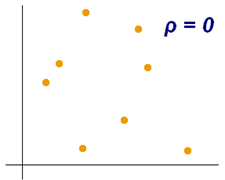 ρ = 0